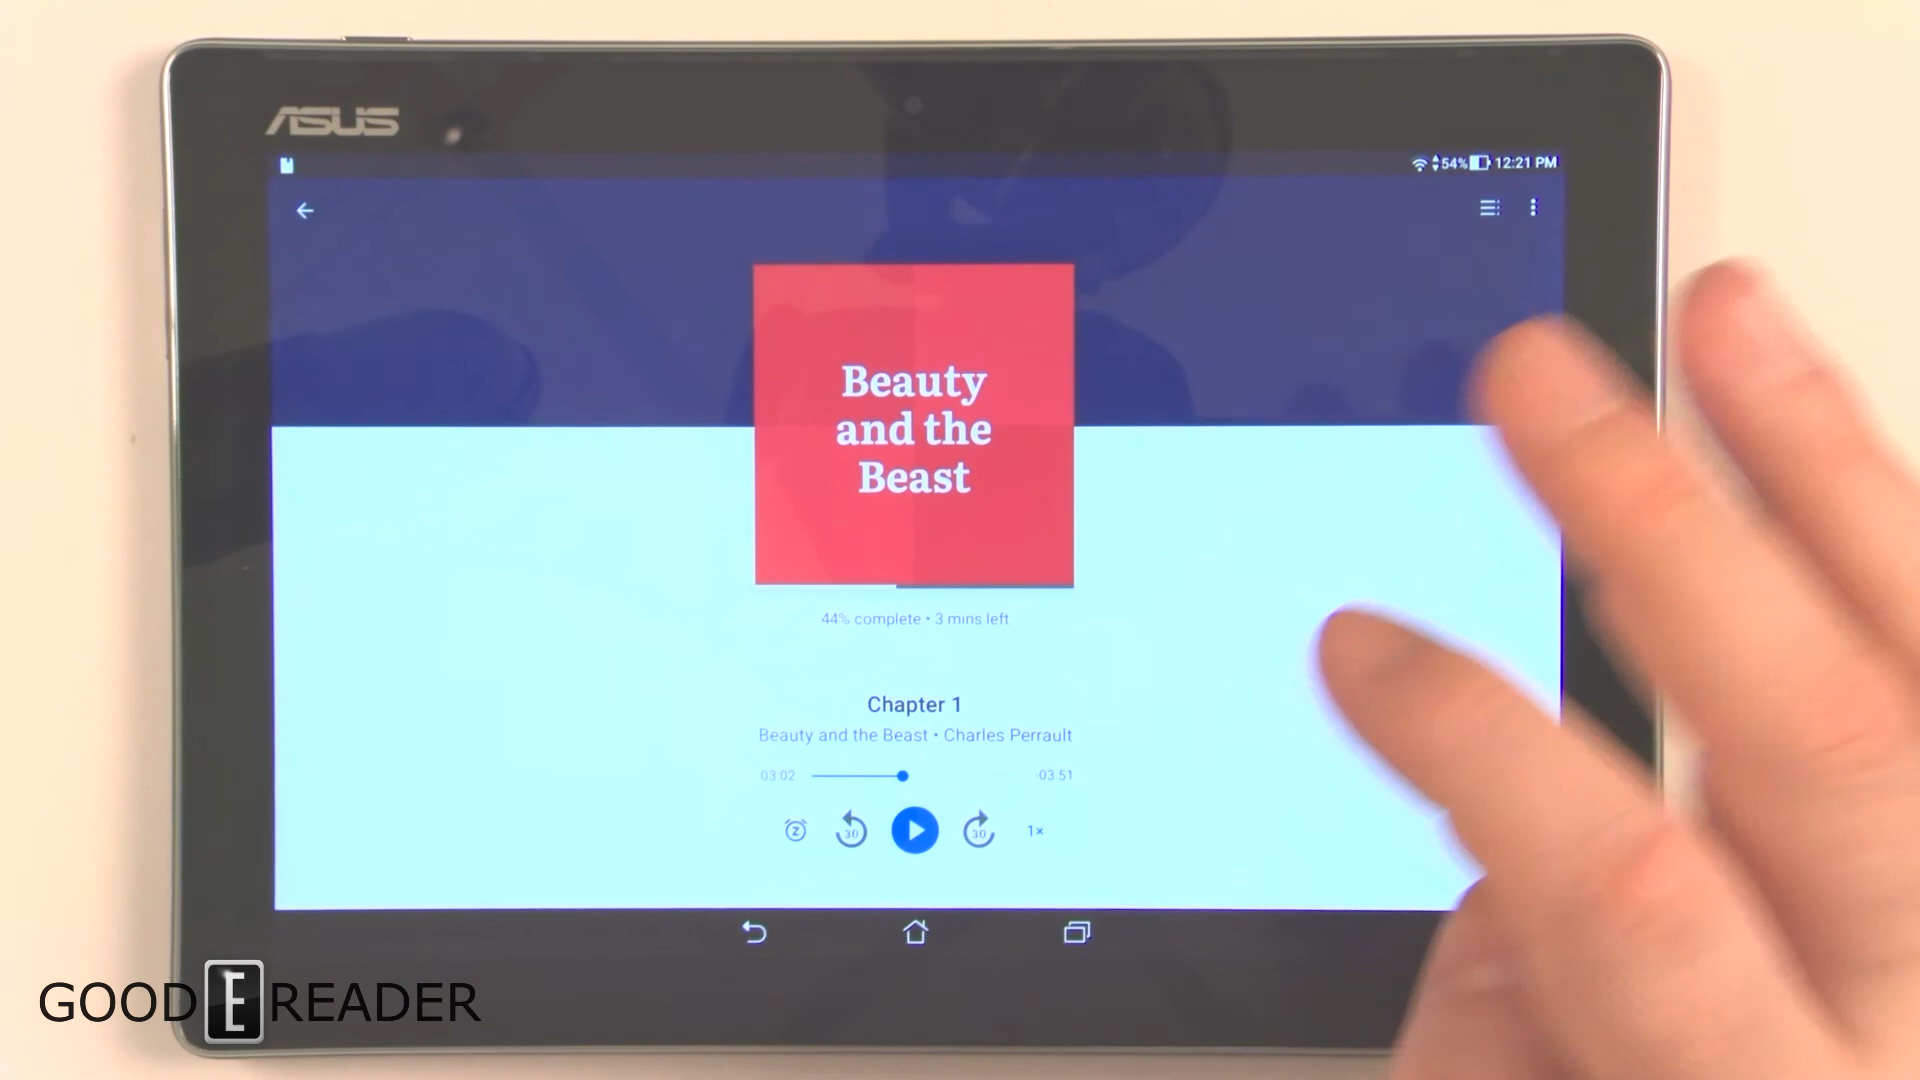 ASUS
54% 12:21 PM
Beauty
and the
Beast
44% complete • 3 mins left
Chapter 1
Beauty and the Beast • Charles Perrault
03:02 -03:51
30 30 1×
GOOD E READER